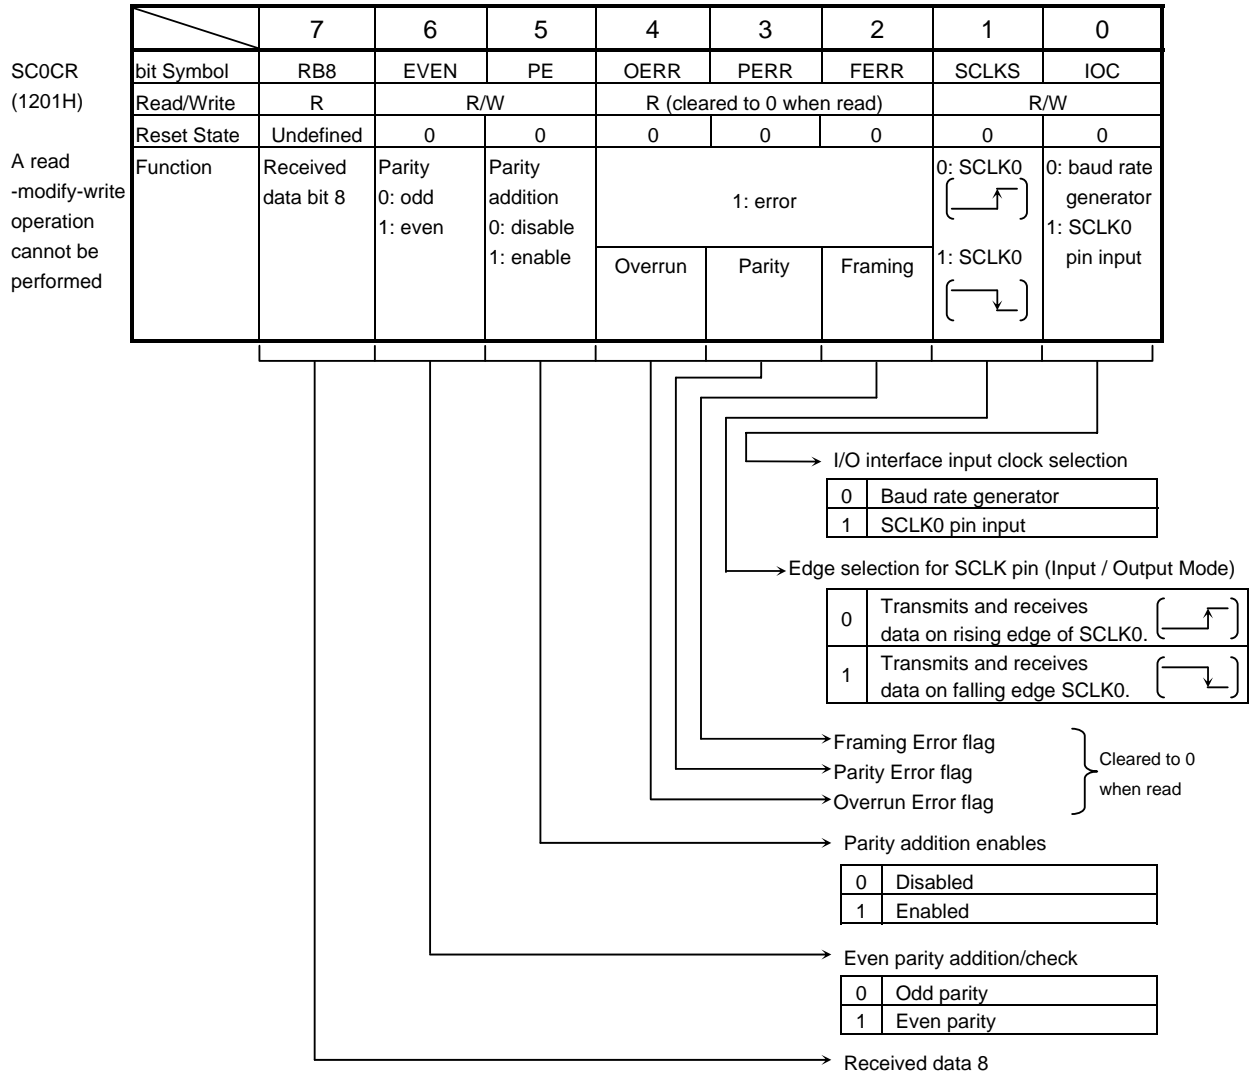 7 6 5 4 3 2 1 0
SC0CR
(1201H)
A read
-modify-write
operation
cannot be
performed
bit Symbol RB8 EVEN PE OERR PERR FERR SCLKS IOC
Read/Write R R/W R (cleared to 0 when read) R/W
Reset State Undefined 0 0 0 0 0 0 0
Function
Received
data bit 8
Parity
0: odd
1: even
Parity
addition
0: disable
1: enable
1: error
Overrun Parity Framing
0: SCLK0
1: SCLK0
0: baud rate
generator
1: SCLK0
pin input
I/O interface input clock selection
0 Baud rate generator
1 SCLK0 pin input
Edge selection for SCLK pin (Input / Output Mode)
0 Transmits and receives
data on rising edge of SCLK0.
1 Transmits and receives
data on falling edge SCLK0.
Framing Error flag
Parity Error flag
Overrun Error flag
Cleared to 0
when read
Parity addition enables
0 Disabled
1 Enabled
Even parity addition/check
0 Odd parity
1 Even parity
Received data 8